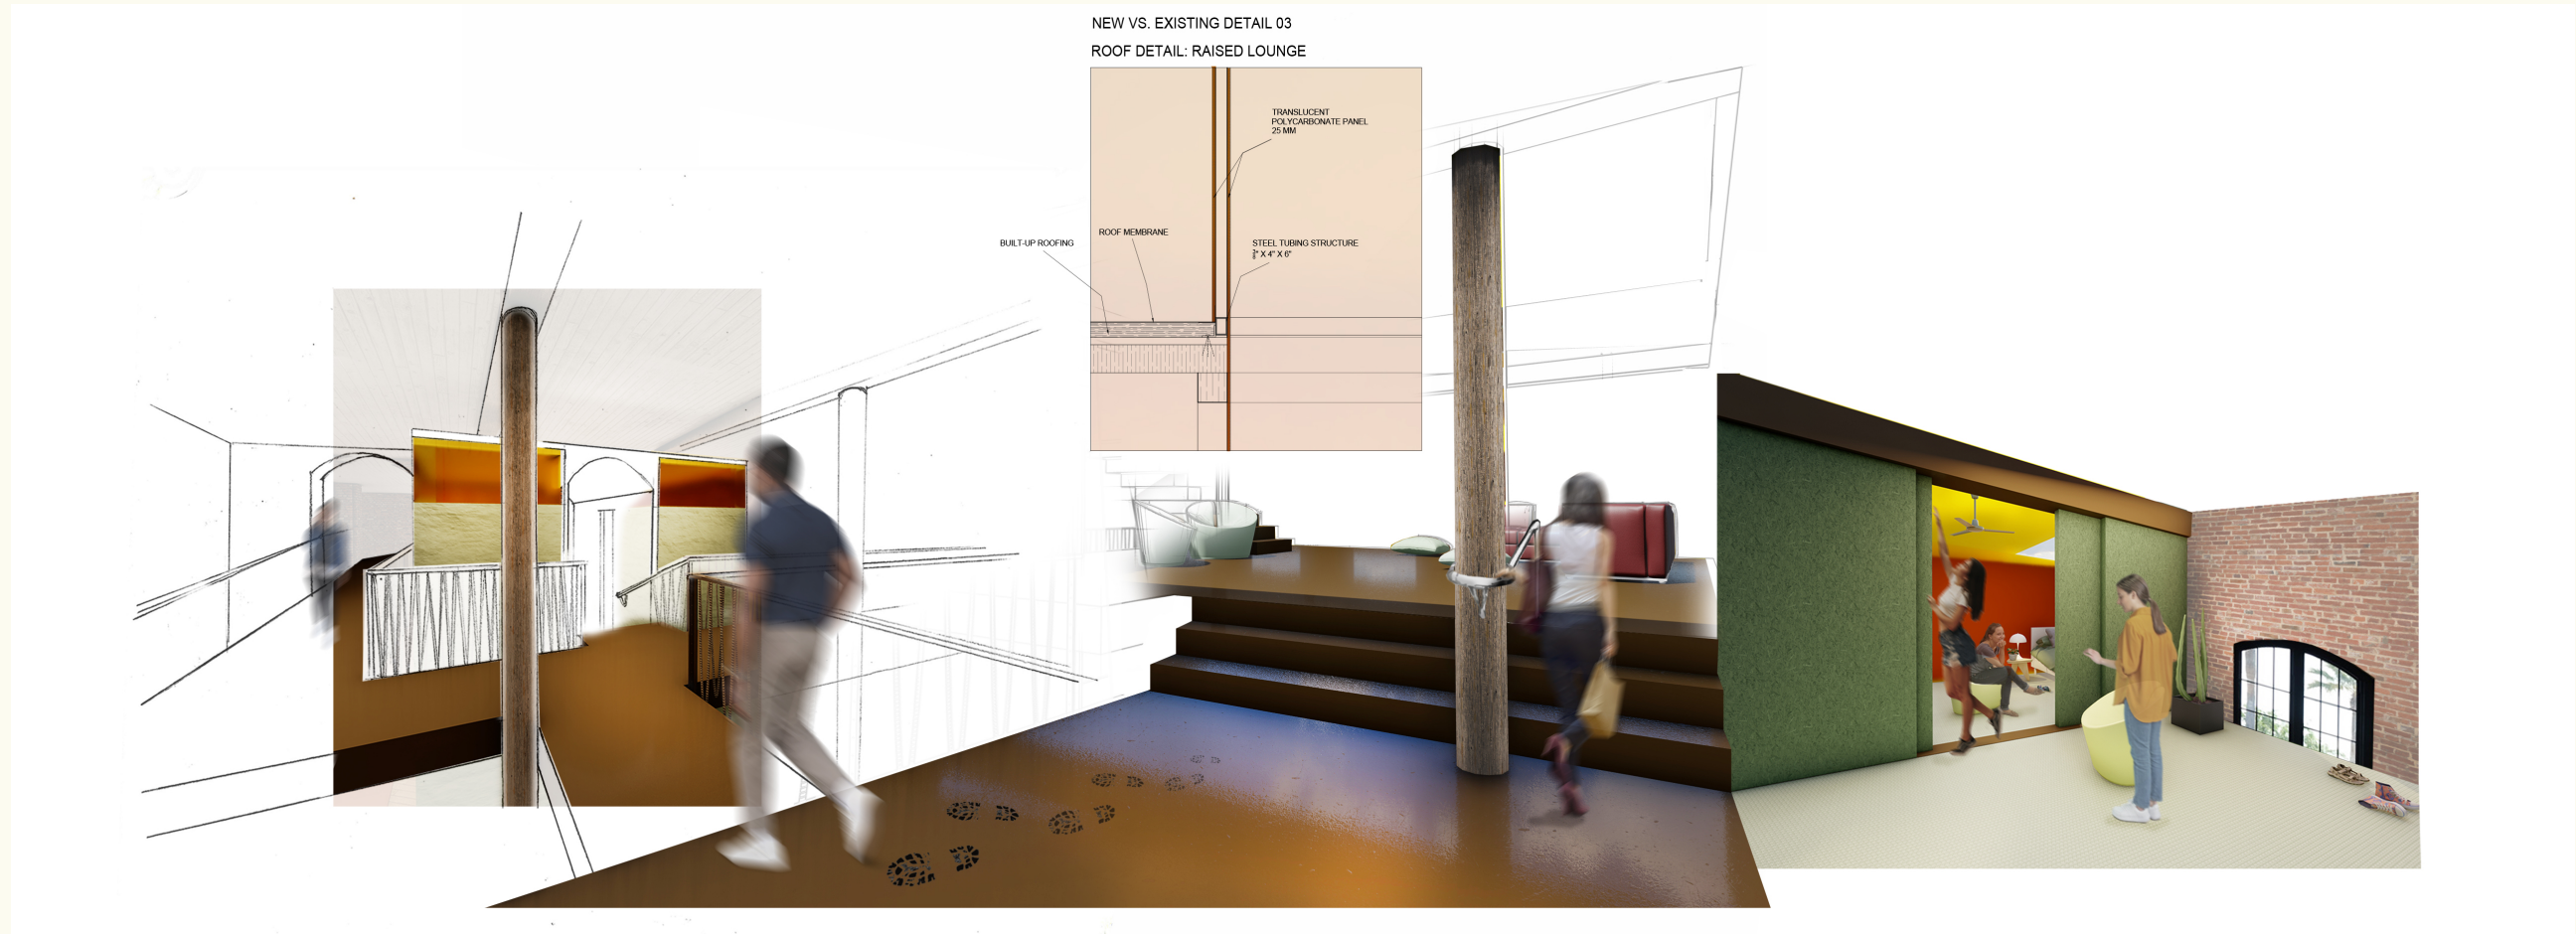 NEW VS. EXISTING DETAIL 03
ROOF DETAIL: RAISED LOUNGE
TRANSLUCENT
POLYCARBONATE PANEL
25 MM
ROOF MEMBRANE
BUILT-UP ROOFING
STEEL TUBING STRUCTURE
X 4" X 6"